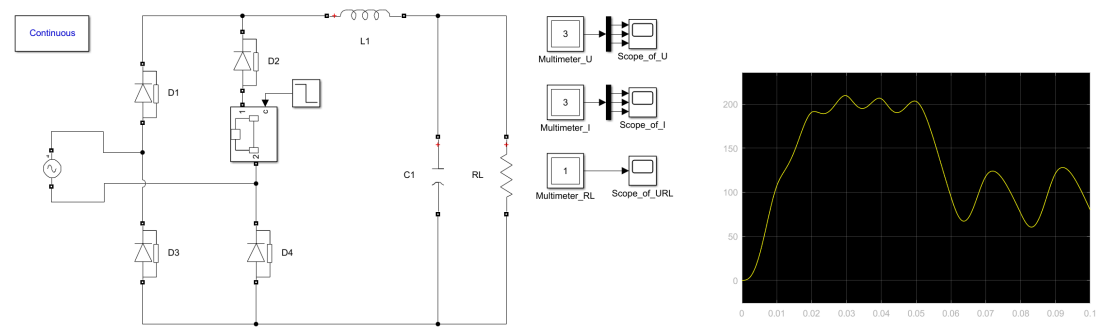 Continuous
D1
D2
1
c
2
L1
D3
D4
C1
RL
+
+
+
3
Multimeter_U
Scope_of_U
3
Multimeter_I
Scope_of_I
1
Multimeter_RL
Scope_of_URL
200
150
100
50
0
0 0.01 0.02 0.03 0.04 0.05 0.06 0.07 0.08 0.09 0.1